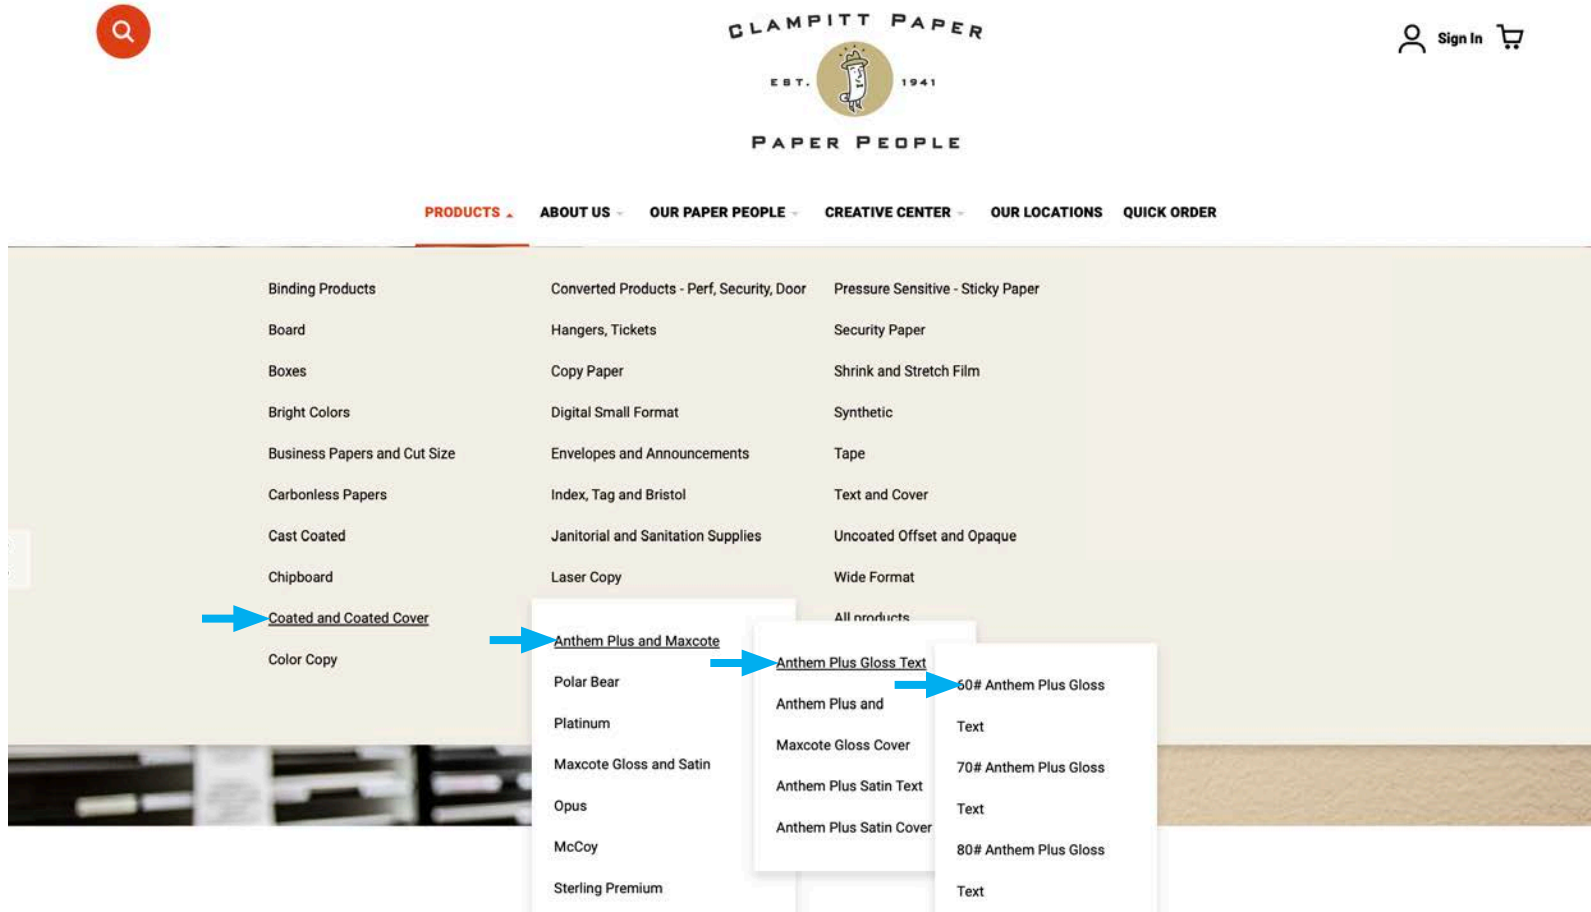 CLAMPITT PAPER
EST. 1941
PAPER PEOPLE
Sign In
PRODUCTS ABOUT US OUR PAPER PEOPLE CREATIVE CENTER OUR LOCATIONS QUICK ORDER
Binding Products
Board
Boxes
Bright Colors
Business Papers and Cut Size
Carbonless Papers
Cast Coated
Chipboard
Coated and Coated Cover
Color Copy
Converted Products - Perf, Security, Door
Hangers, Tickets
Copy Paper
Digital Small Format
Envelopes and Announcements
Index, Tag and Bristol
Janitorial and Sanitation Supplies
Laser Copy
Pressure Sensitive - Sticky Paper
Security Paper
Shrink and Stretch Film
Synthetic
Tape
Text and Cover
Uncoated Offset and Opaque
Wide Format
All products
Anthem Plus and Maxcote
Polar Bear
Platinum
Maxcote Gloss and Satin
Opus
McCoy
Sterling Premium
Anthem Plus Gloss Text
Anthem Plus and
Maxcote Gloss Cover
Anthem Plus Satin Text
Anthem Plus Satin Cover
60# Anthem Plus Gloss
Text
70# Anthem Plus Gloss
Text
80# Anthem Plus Gloss
Text